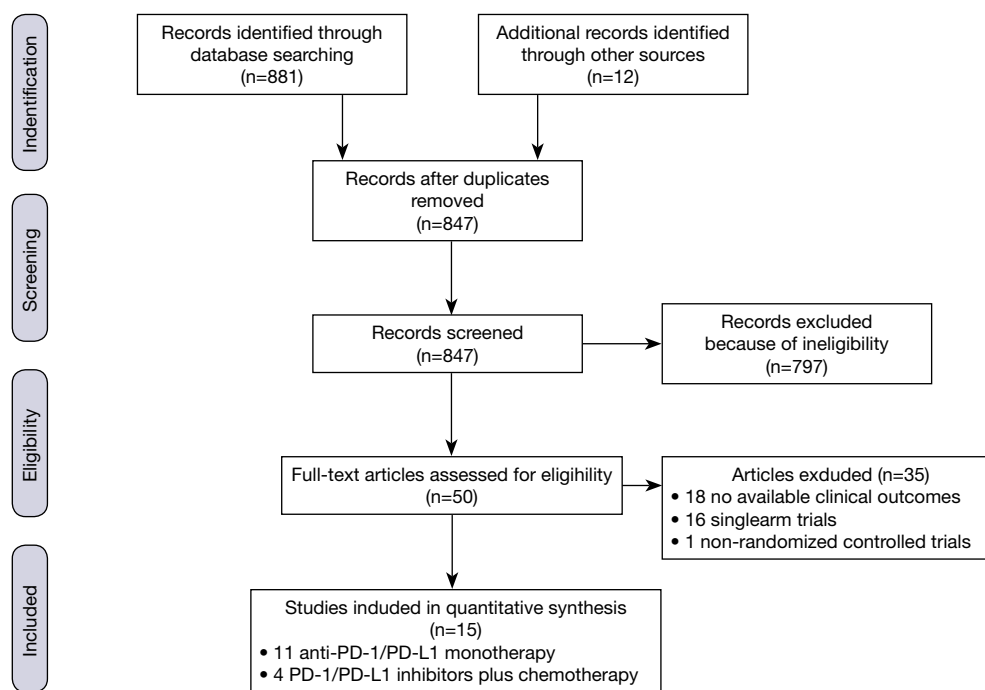 Indentification
Records identified through
database searching
(n=881)
Additional records identified
through other sources
(n=12)
Records after duplicates
removed
(n=847)
Screening
Records screened
(n=847)
Records excluded
because of ineligibility
(n=797)
Eligibility
Full-text articles assessed for eligihility
(n=50)
Articles exduded (n=35)
• 18 no available clinical outcomes
• 16 singlearm trials
• 1 non-randomized controlled trials
Included
Studies induded in quantitative synthesis
(n=15)
• 11 anti-PD-1/PD-L1 monotherapy
• 4 PD-1/PD-L1 inhibitors plus chemotherapy